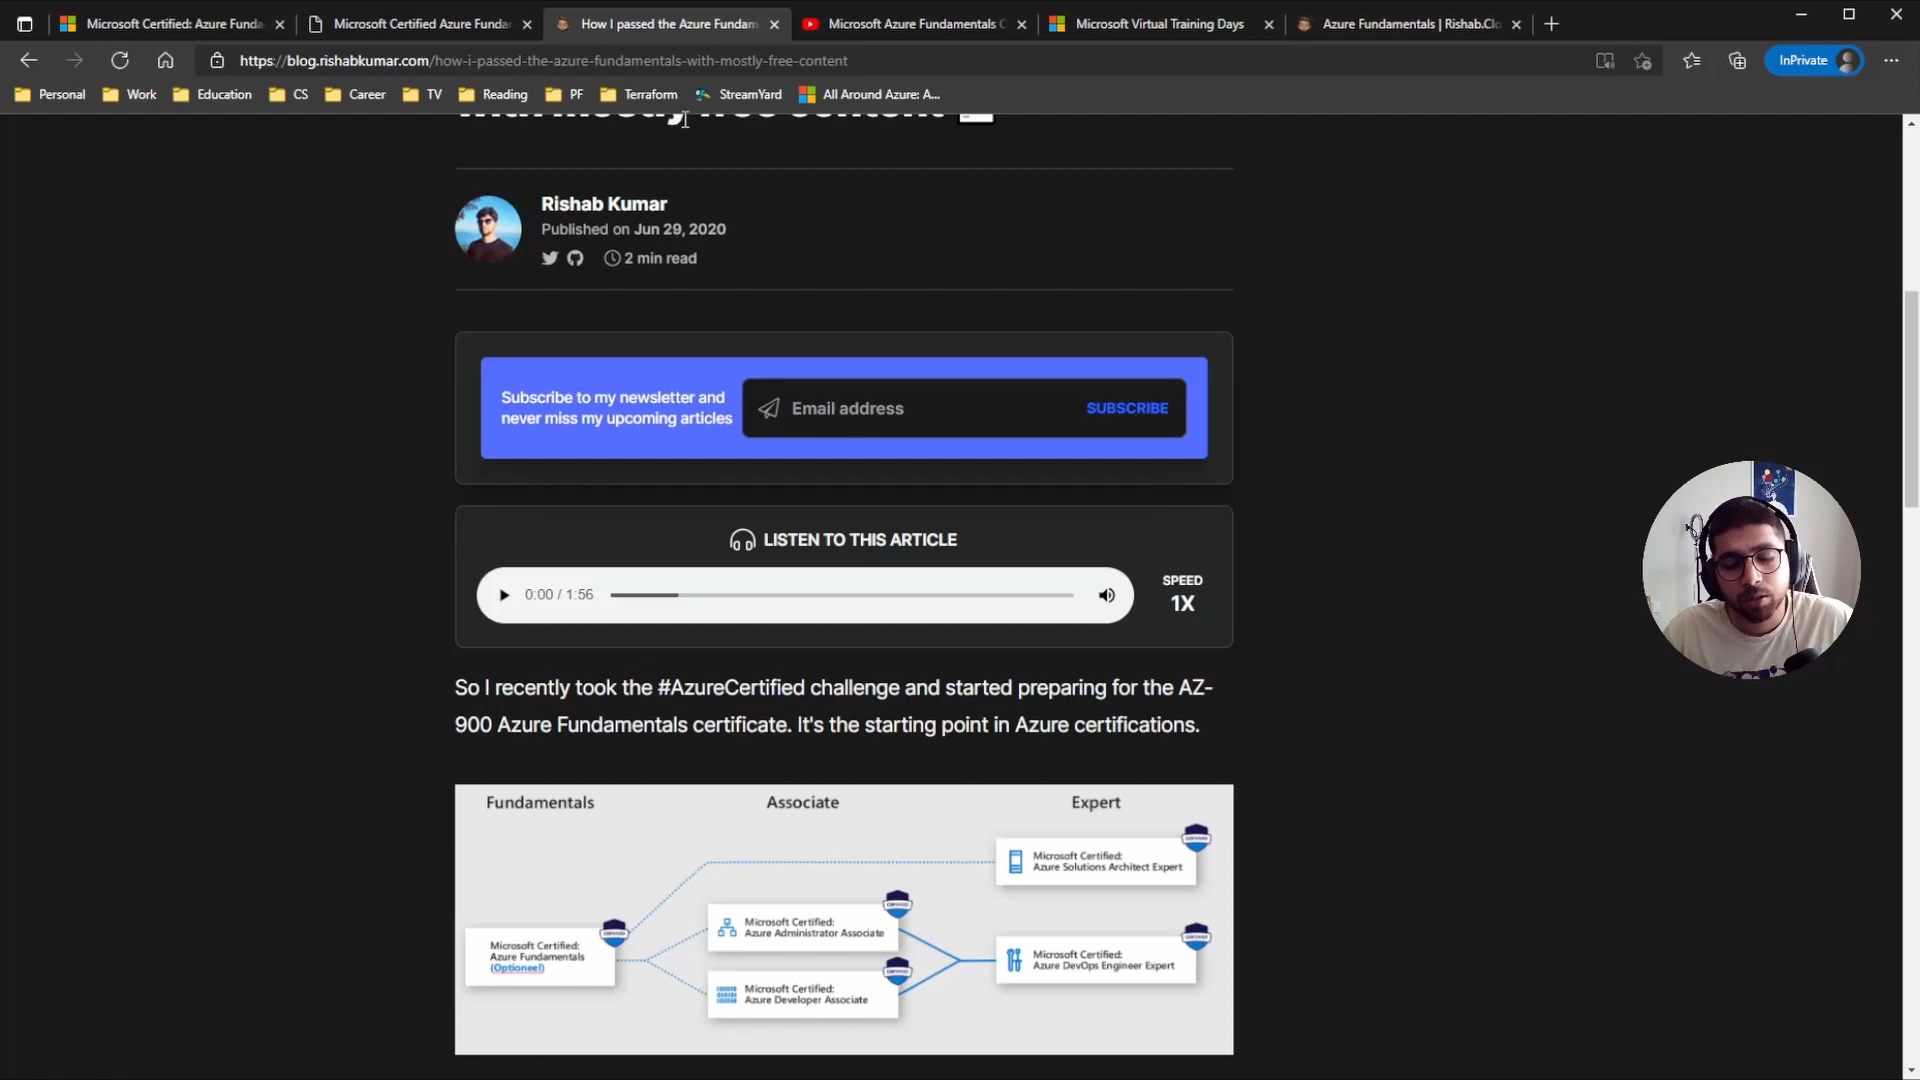 Microsoft Certified: Azure Funda
Microsoft Certified Azure Fundar
How I passed the Azure Fundam
Microsoft Azure Fundamentals C
Microsoft Virtual Training Days
Azure Fundamentals | Rishab.Clo
https://blog.rishabkumar.com/how-i-passed-the-azure-fundamentals-with-mostly-free-content
InPrivate
Personal
Work
Education
CS
Career
TV
Reading
PF
Terraform
StreamYard
All Around Azure: A...
with mostly free content
Rishab Kumar
Published on Jun 29, 2020
2 min read
Subscribe to my newsletter and
never miss my upcoming articles
Email address
SUBSCRIBE
LISTEN TO THIS ARTICLE
0:00 / 1:56
SPEED
1X
So I recently took the #AzureCertified challenge and started preparing for the AZ-
900 Azure Fundamentals certificate. It's the starting point in Azure certifications.
Fundamentals
Associate
Expert
Microsoft Certified:
Azure Solutions Architect Expert
Microsoft Certified:
Azure Administrator Associate
Microsoft Certified:
Azure Fundamentals
(Optioneel)
Microsoft Certified:
Azure DevOps Engineer Expert
Microsoft Certified:
Azure Developer Associate